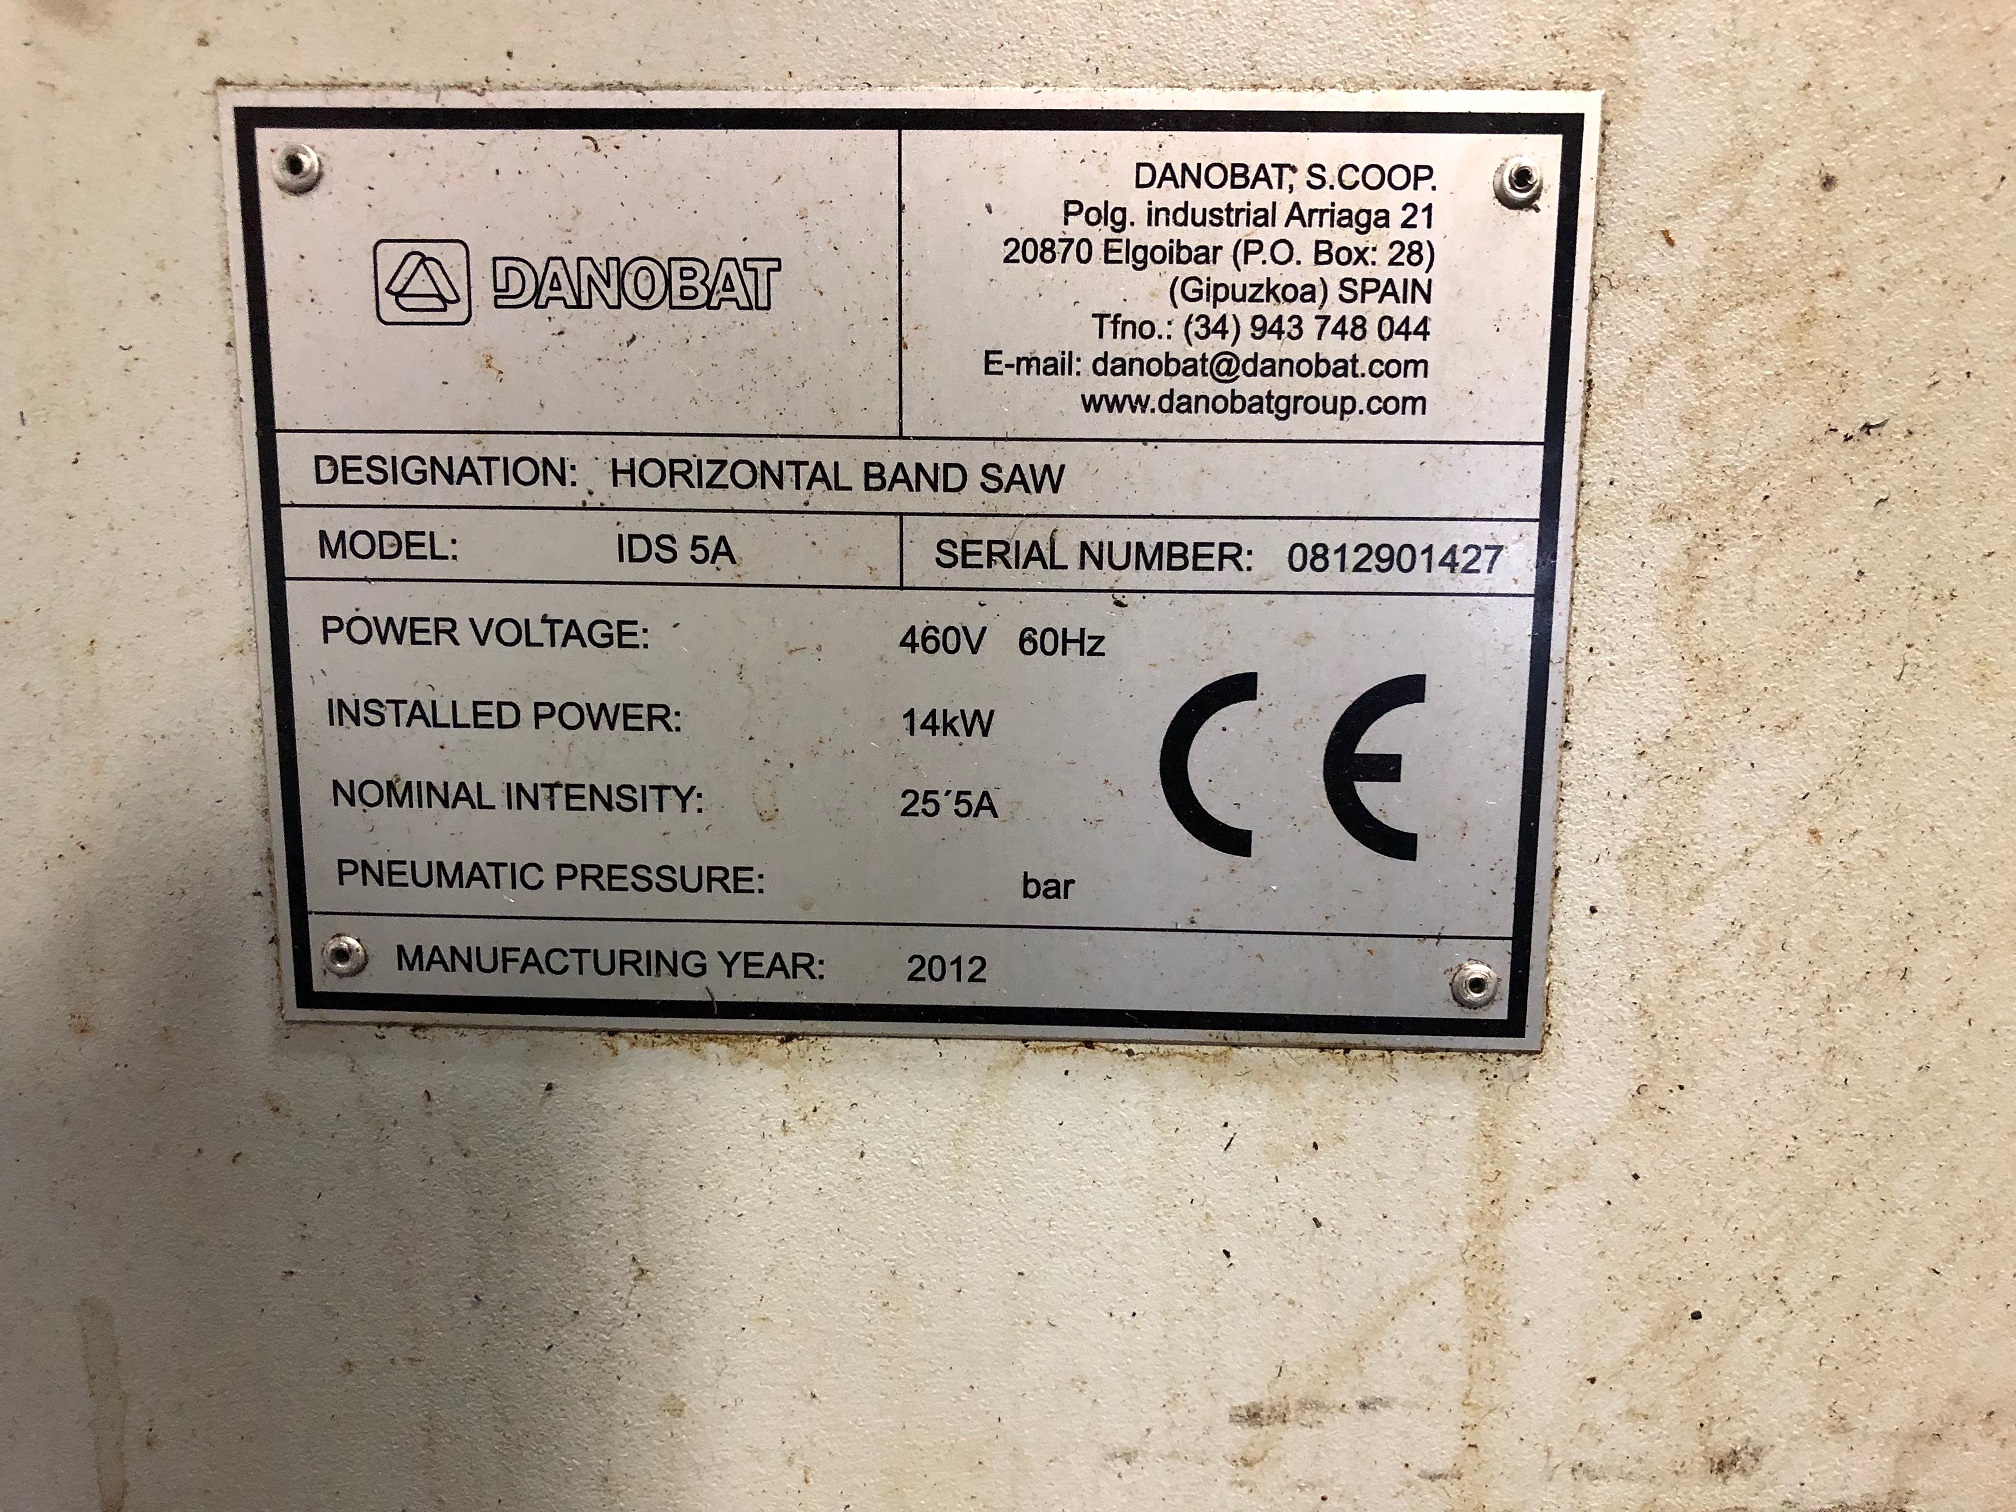 DANOBAT
DANOBAT, S.COOP.
Polg. industrial Arriaga 21
20870 Elgoibar (P.O. Box: 28)
(Gipuzkoa) SPAIN
Tfno.: (34) 943 748 044
E-mail: danobat@danobat.com
www.danobatgroup.com
DESIGNATION: HORIZONTAL BAND SAW
MODEL: IDS 5A SERIAL NUMBER: 0812901427
POWER VOLTAGE: 460V 60Hz
INSTALLED POWER: 14kW
NOMINAL INTENSITY: 25´5A
PNEUMATIC PRESSURE: bar
CE
MANUFACTURING YEAR: 2012